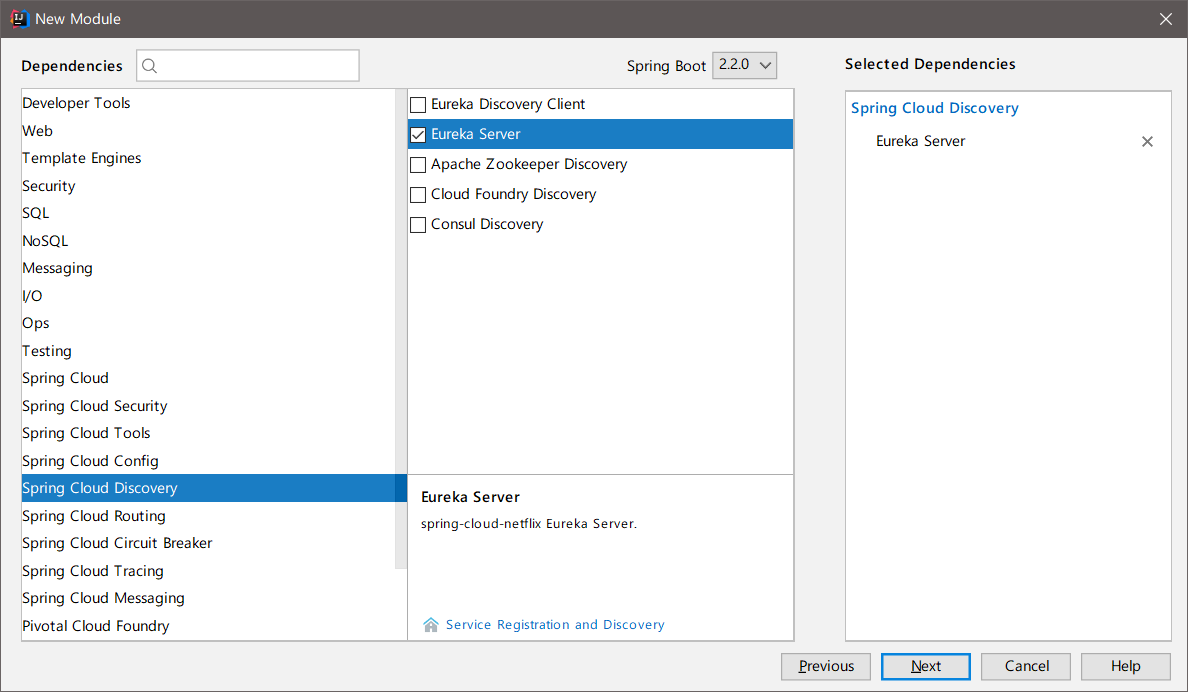 New Module
Dependencies
Spring Boot 2.2.0
Selected Dependencies
Developer Tools
Web
Template Engines
Security
SQL
NoSQL
Messaging
I/O
Ops
Testing
Spring Cloud
Spring Cloud Security
Spring Cloud Tools
Spring Cloud Config
Spring Cloud Discovery
Spring Cloud Routing
Spring Cloud Circuit Breaker
Spring Cloud Tracing
Spring Cloud Messaging
Pivotal Cloud Foundry
Eureka Discovery Client
Eureka Server
Apache Zookeeper Discovery
Cloud Foundry Discovery
Consul Discovery
Eureka Server
spring-cloud-netflix Eureka Server.
Service Registration and Discovery
Spring Cloud Discovery
Eureka Server
Previous
Next
Cancel
Help